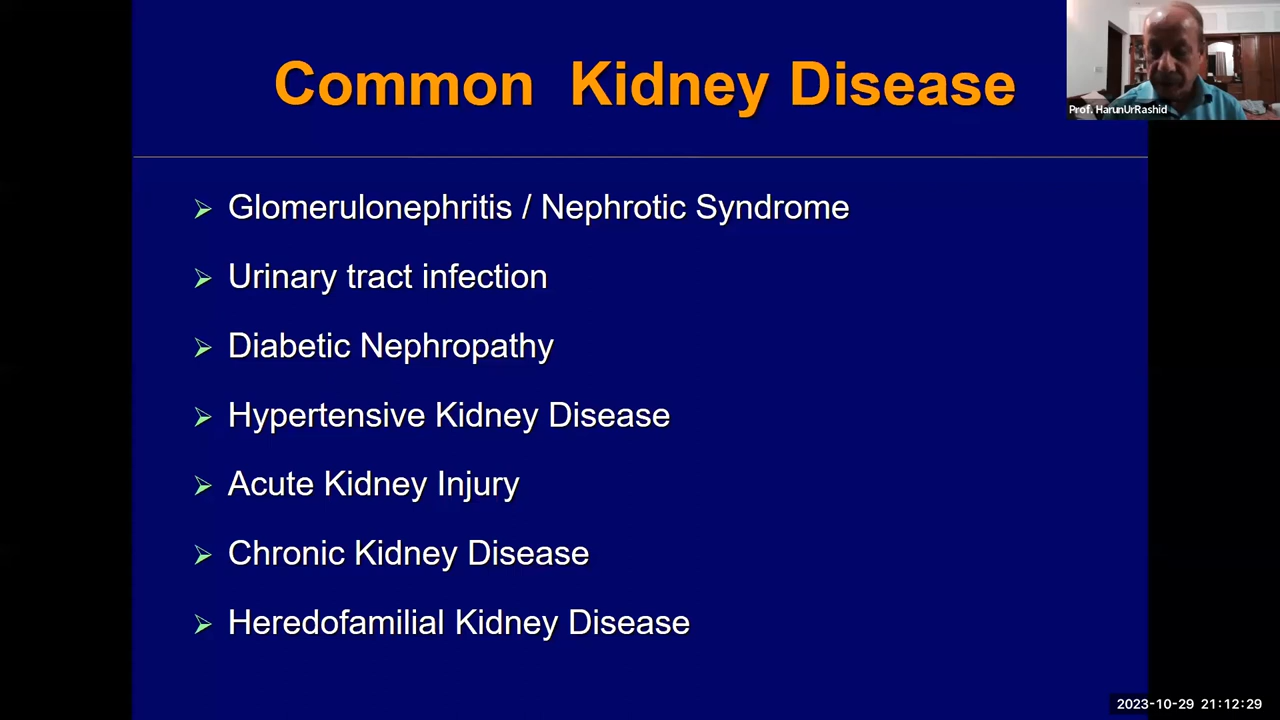 Common Kidney Disease
Prof. HarunUrRashid
Glomerulonephritis / Nephrotic Syndrome
Urinary tract infection
Diabetic Nephropathy
Hypertensive Kidney Disease
Acute Kidney Injury
Chronic Kidney Disease
Heredofamilial Kidney Disease
2023-10-29 21:12:29